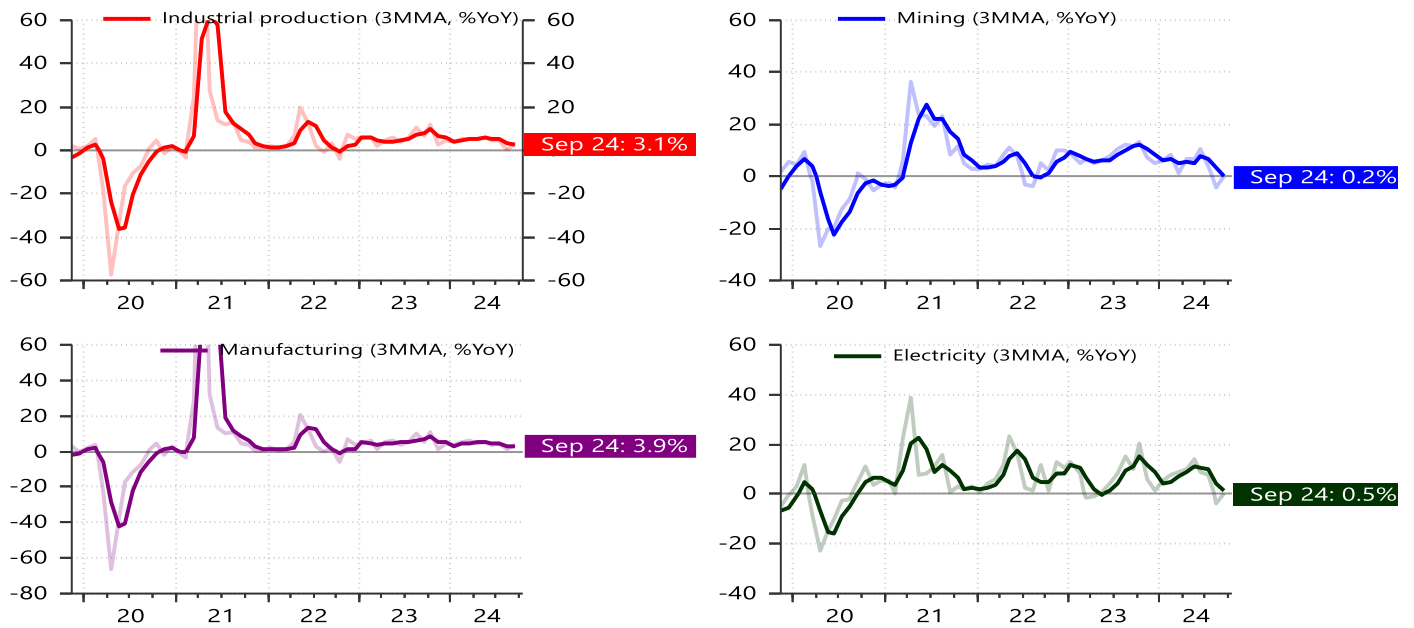 Industrial production (3MMA, %YoY)
60
40
20
0
-20
-40
-60
60
40
20
-20
-40
-60
20 21 22 23 24
Sep 24: 3.1%
Mining (3MMA, %YoY)
60
40
20
0
-20
-40
20 21 22 23 24
Sep 24: 0.2%
Manufacturing (3MMA, %YoY)
60
40
20
0
-20
-40
-60
-80
20 21 22 23 24
Sep 24: 3.9%
Electricity (3MMA, %YoY)
60
40
20
0
-20
-40
20 21 22 23 24
Sep 24: 0.5%